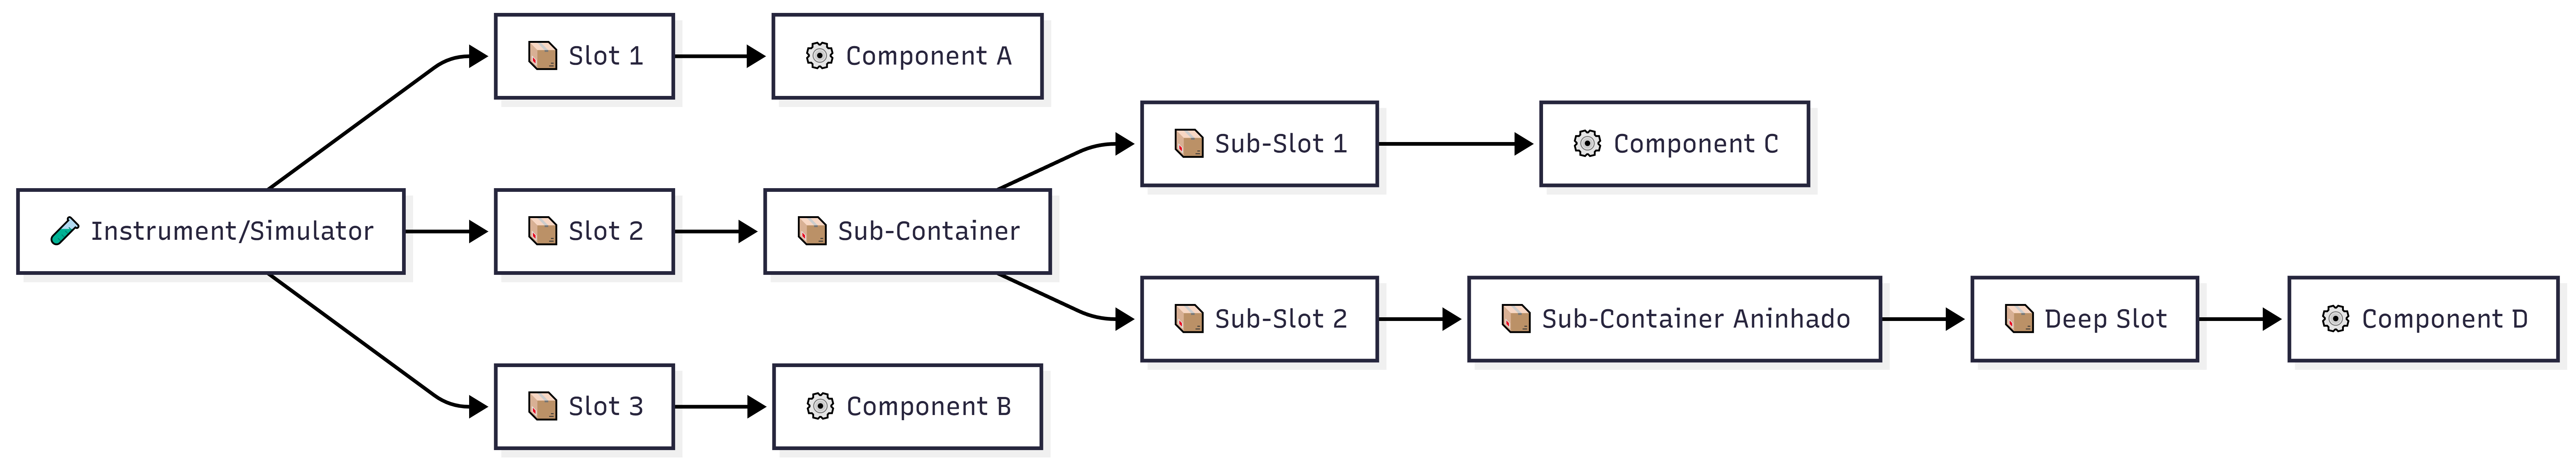 Slot 1
Component A
Sub-Slot 1
Component C
Instrument/Simulator
Slot 2
Sub-Container
Sub-Slot 2
Sub-Container Aninhado
Deep Slot
Component D
Slot 3
Component B